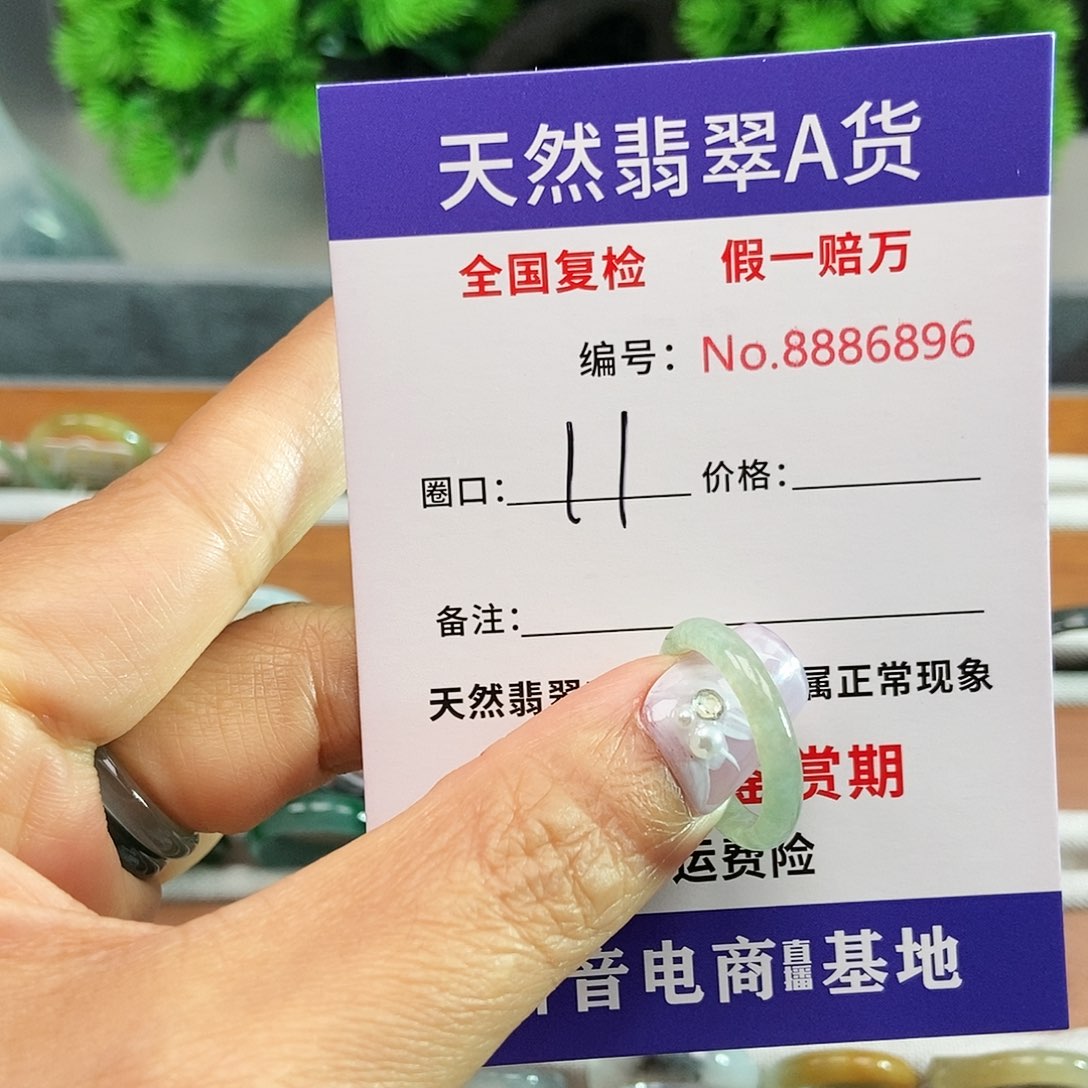 天然翡翠A货
全国复检 假一赔万
编号：No.8886896
圈口：11 价格：
备注：
天然翡翠 属正常现象
鉴赏期
运费险
音电商直播基地